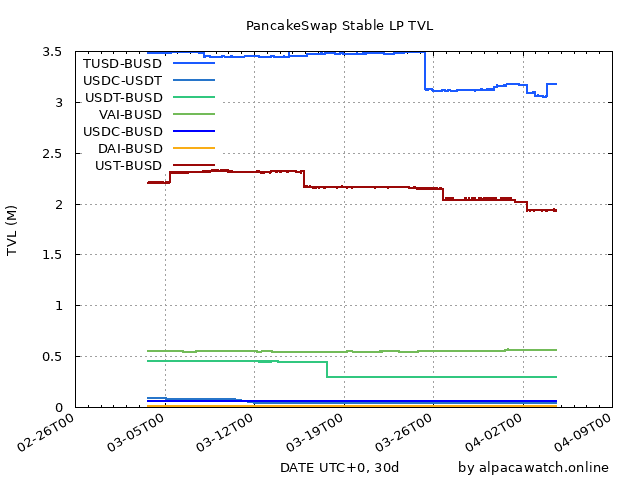 PancakeSwap Stable LP TVL
3.5
3
2.5
2
1.5
1
0.5
0
TVL (M)
TUSD-BUSD
USDC-USDT
USDT-BUSD
VAI-BUSD
USDC-BUSD
DAI-BUSD
UST-BUSD
02-26T00
03-05T00
03-12T00
03-19T00
03-26T00
04-02T00
04-09T00
DATE UTC+0, 30d
by alpacawatch.online